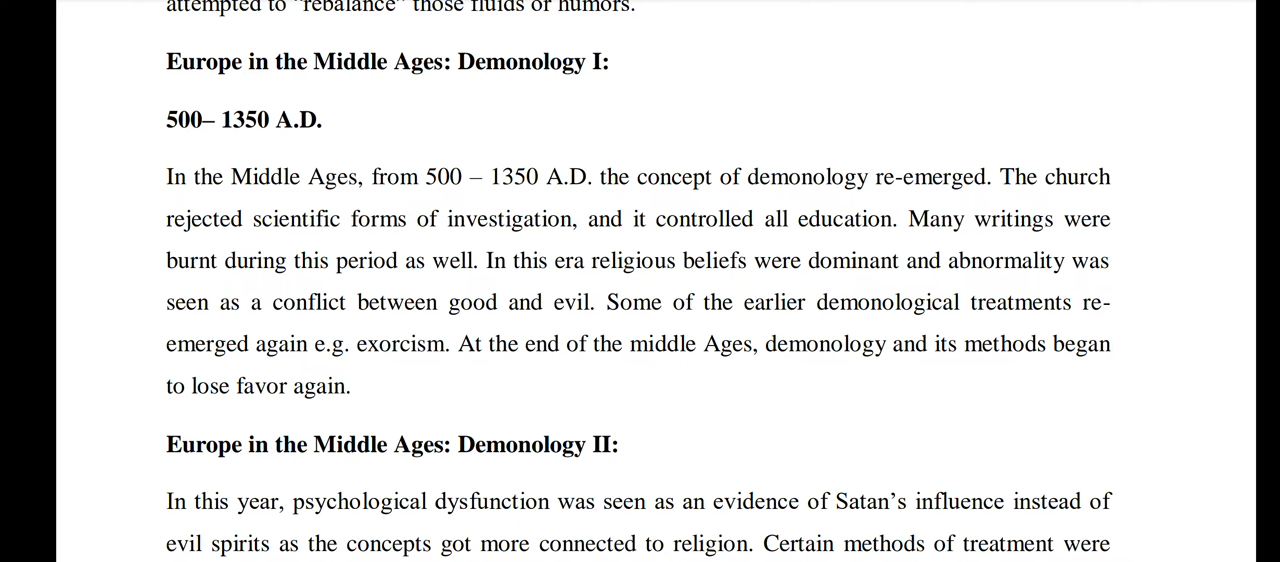 attempted to "rebalance" those fluids or humors.
Europe in the Middle Ages: Demonology I:
500– 1350 A.D.
In the Middle Ages, from 500 – 1350 A.D. the concept of demonology re-emerged. The church
rejected scientific forms of investigation, and it controlled all education. Many writings were
burnt during this period as well. In this era religious beliefs were dominant and abnormality was
seen as a conflict between good and evil. Some of the earlier demonological treatments re-
emerged again e.g. exorcism. At the end of the middle Ages, demonology and its methods began
to lose favor again.
Europe in the Middle Ages: Demonology II:
In this year, psychological dysfunction was seen as an evidence of Satan’s influence instead of
evil spirits as the concepts got more connected to religion. Certain methods of treatment were